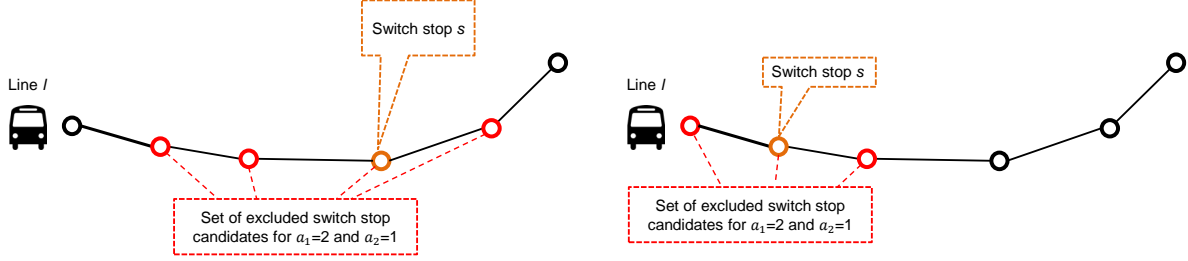 Switch stop s
Line l
Set of excluded switch stop
candidates for a₁=2 and a₂=1
Switch stop s
Line l
Set of excluded switch stop
candidates for a₁=2 and a₂=1